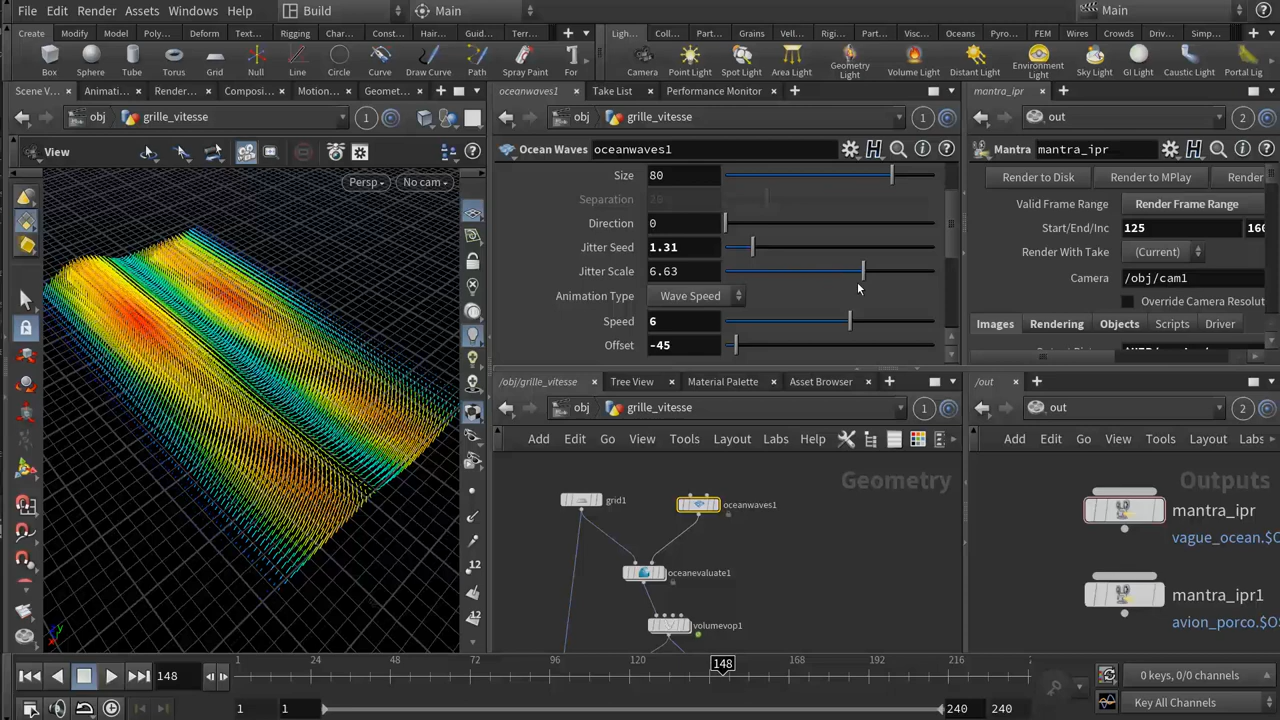 File Edit Render Assets Windows Help Build Main Main
Create Modify Model Poly... Deform Text... Rigging Char... Const... Hair... Guid... Terr... Ligh... Coll... Part... Grains Vell... Rigi... Part... Visc... Oceans Pyro... FEM Wires Crowds Driv... Simp...
Box Sphere Tube Torus Grid Null Line Circle Curve Draw Curve Path Spray Paint For Camera Point Light Spot Light Area Light Geometry Light Volume Light Distant Light Environment Light Sky Light GI Light Caustic Light Portal Lig
Scene V... Animati... Render... Composi... Motion... Geomet... oceanwaves1 Take List Performance Monitor mantra_ipr
obj grille_vitesse 1 obj grille_vitesse 1 out 2
View Ocean Waves oceanwaves1 Mantra mantra_ipr
Persp No cam
Size 80
Separation
Direction 0
Jitter Seed 1.31
Jitter Scale 6.63
Animation Type Wave Speed
Speed 6
Offset -45
Render to Disk Render to MPlay Render
Valid Frame Range Render Frame Range
Start/End/Inc 125 160
Render With Take (Current)
Camera /obj/cam1
Override Camera Resolut
Images Rendering Objects Scripts Driver
/obj/grille_vitesse Tree View Material Palette Asset Browser /out
obj grille_vitesse 1 out 2
Add Edit Go View Tools Layout Labs Help Add Edit Go View Tools Layout Labs
Geometry
Outputs
grid1
oceanwaves1
oceanevaluate1
volumevop1
mantra_ipr
vague_ocean.$O
mantra_ipr1
avion_porco.$O
12
12
y
148 1 24 48 72 96 120 148 168 192 216 0 keys, 0/0 channels
1 1 240 240 Key All Channels